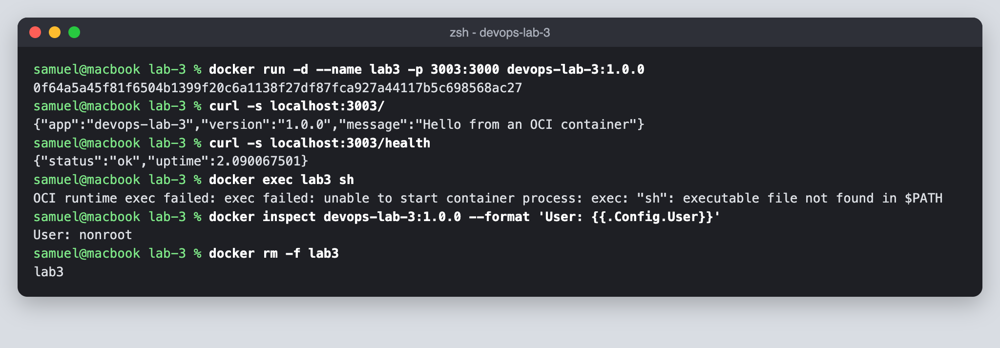 zsh - devops-lab-3
samuel@macbook lab-3 % docker run -d --name lab3 -p 3003:3000 devops-lab-3:1.0.0
0f64a5a45f81f6504b1399f20c6a1138f27df87fca927a44117b5c698568ac27
samuel@macbook lab-3 % curl -s localhost:3003/
{"app":"devops-lab-3","version":"1.0.0","message":"Hello from an OCI container"}
samuel@macbook lab-3 % curl -s localhost:3003/health
{"status":"ok","uptime":2.090067501}
samuel@macbook lab-3 % docker exec lab3 sh
OCI runtime exec failed: exec failed: unable to start container process: exec: "sh": executable file not found in $PATH
samuel@macbook lab-3 % docker inspect devops-lab-3:1.0.0 --format 'User: {{.Config.User}}'
User: nonroot
samuel@macbook lab-3 % docker rm -f lab3
lab3